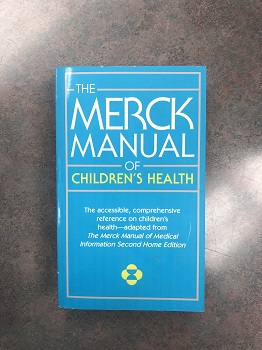 THE
MERCK
MANUAL
OF
CHILDREN'S HEALTH
The accessible, comprehensive
reference on children's
health—adapted from
The Merck Manual of Medical
Information Second Home Edition